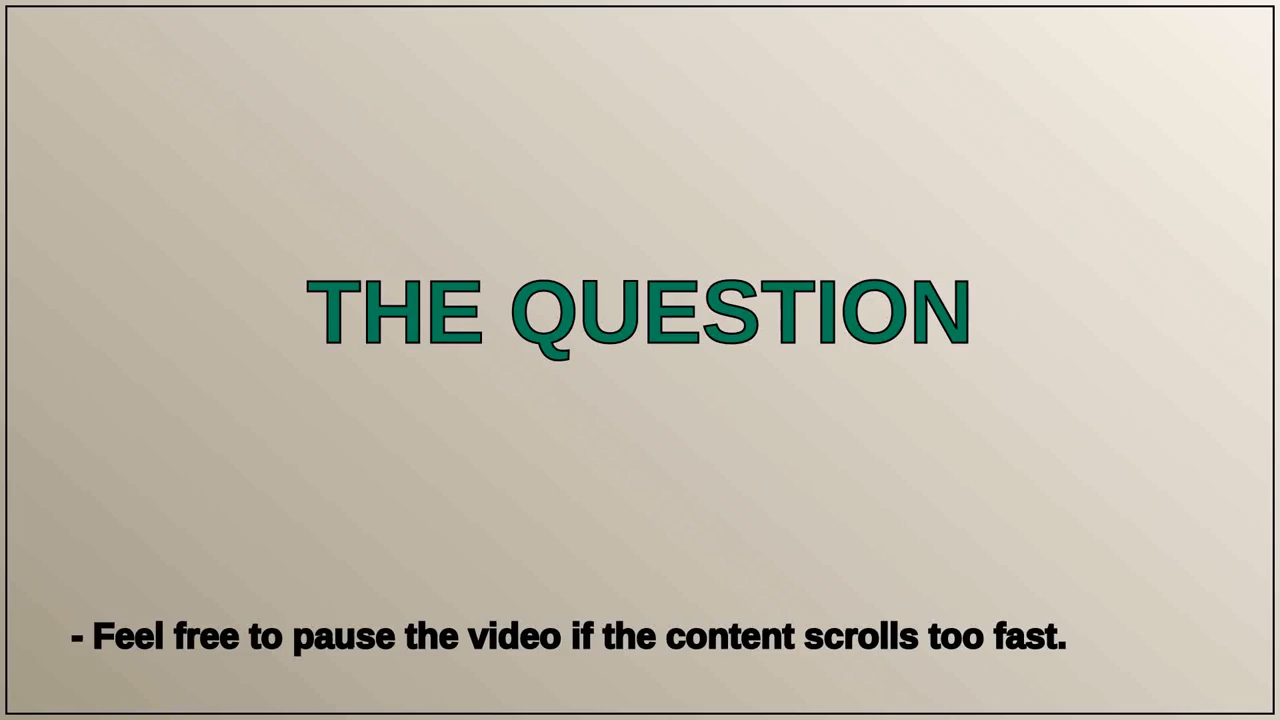 THE QUESTION
- Feel free to pause the video if the content scrolls too fast.